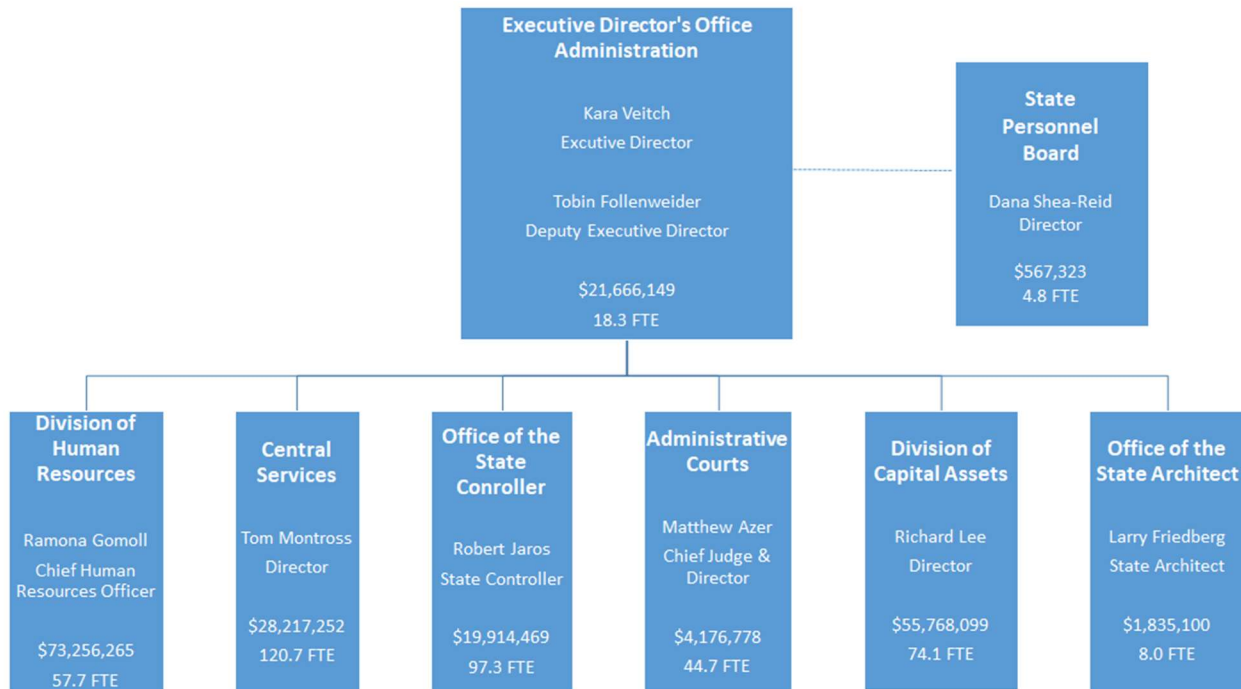 Executive Director's Office
Administration
Kara Veitch
Excutive Director
Tobin Follenweider
Deputy Executive Director
$21,666,149
18.3 FTE
State
Personnel
Board
Dana Shea-Reid
Director
$567,323
4.8 FTE
Division of
Human
Resources
Ramona Gomoll
Chief Human
Resources Officer
$73,256,265
57.7 FTE
Central
Services
Tom Montross
Director
$28,217,252
120.7 FTE
Office of the
State
Conroller
Robert Jaros
State Controller
$19,914,469
97.3 FTE
Administrative
Courts
Matthew Azer
Chief Judge &
Director
$4,176,778
44.7 FTE
Division of
Capital Assets
Richard Lee
Director
$55,768,099
74.1 FTE
Office of the
State Architect
Larry Friedberg
State Architect
$1,835,100
8.0 FTE